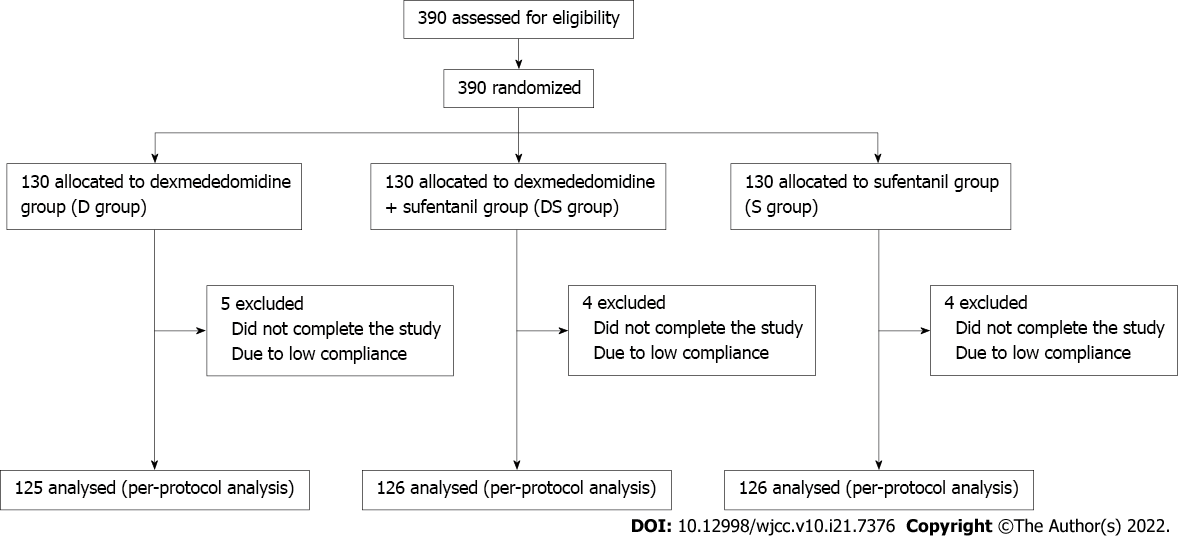 390 assessed for eligibility
390 randomized
130 allocated to dexmededomidine
group (D group)
130 allocated to dexmededomidine
+ sufentanil group (DS group)
130 allocated to sufentanil group
(S group)
5 excluded
Did not complete the study
Due to low compliance
4 excluded
Did not complete the study
Due to low compliance
4 excluded
Did not complete the study
Due to low compliance
125 analysed (per-protocol analysis)
126 analysed (per-protocol analysis)
126 analysed (per-protocol analysis)
DOI: 10.12998/wjcc.v10.i21.7376 Copyright ©The Author(s) 2022.